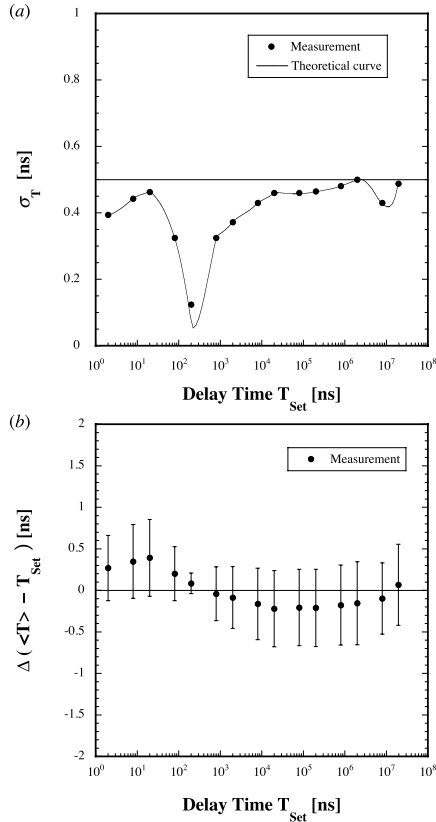 (a)
1
0.8
0.6
0.4
0.2
0
σT [ns]
Measurement
Theoretical curve
10^0 10^1 10^2 10^3 10^4 10^5 10^6 10^7 10^8
Delay Time TSet [ns]
(b)
2
1.5
1
0.5
0
-0.5
-1
-1.5
-2
Δ ( <T> − TSet ) [ns]
Measurement
10^0 10^1 10^2 10^3 10^4 10^5 10^6 10^7 10^8
Delay Time TSet [ns]